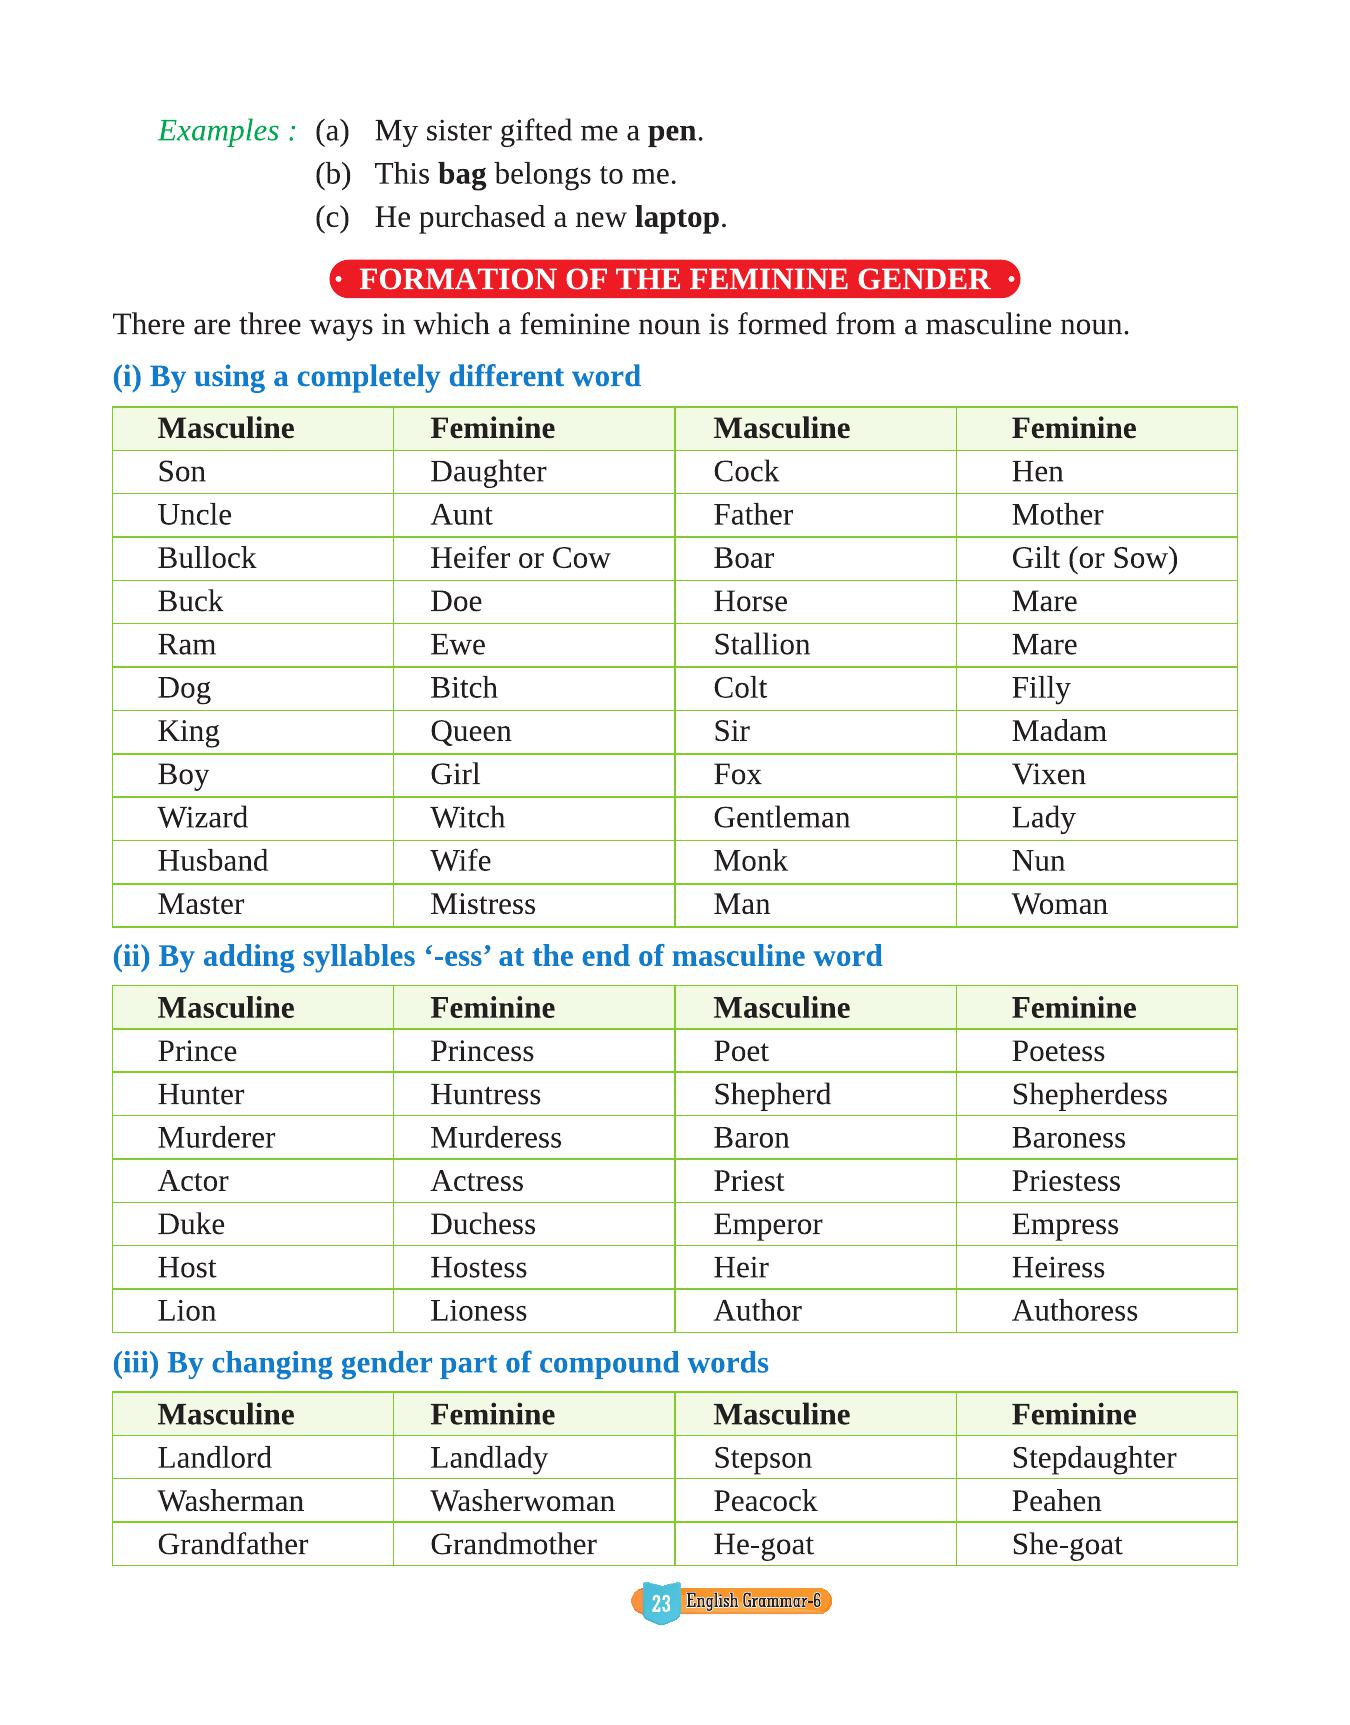 Examples : (a) My sister gifted me a pen.
(b) This bag belongs to me.
(c) He purchased a new laptop.
• FORMATION OF THE FEMININE GENDER •
There are three ways in which a feminine noun is formed from a masculine noun.
(i) By using a completely different word
Masculine Feminine Masculine Feminine
Son Daughter Cock Hen
Uncle Aunt Father Mother
Bullock Heifer or Cow Boar Gilt (or Sow)
Buck Doe Horse Mare
Ram Ewe Stallion Mare
Dog Bitch Colt Filly
King Queen Sir Madam
Boy Girl Fox Vixen
Wizard Witch Gentleman Lady
Husband Wife Monk Nun
Master Mistress Man Woman
(ii) By adding syllables ‘-ess’ at the end of masculine word
Masculine Feminine Masculine Feminine
Prince Princess Poet Poetess
Hunter Huntress Shepherd Shepherdess
Murderer Murderess Baron Baroness
Actor Actress Priest Priestess
Duke Duchess Emperor Empress
Host Hostess Heir Heiress
Lion Lioness Author Authoress
(iii) By changing gender part of compound words
Masculine Feminine Masculine Feminine
Landlord Landlady Stepson Stepdaughter
Washerman Washerwoman Peacock Peahen
Grandfather Grandmother He-goat She-goat
23 English Grammar-6